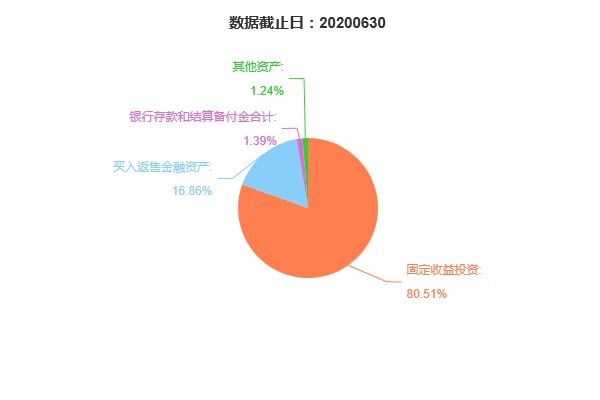 数据截止日：20200630
其他资产:
1.24%
银行存款和结算备付金合计:
1.39%
买入返售金融资产:
16.86%
固定收益投资:
80.51%